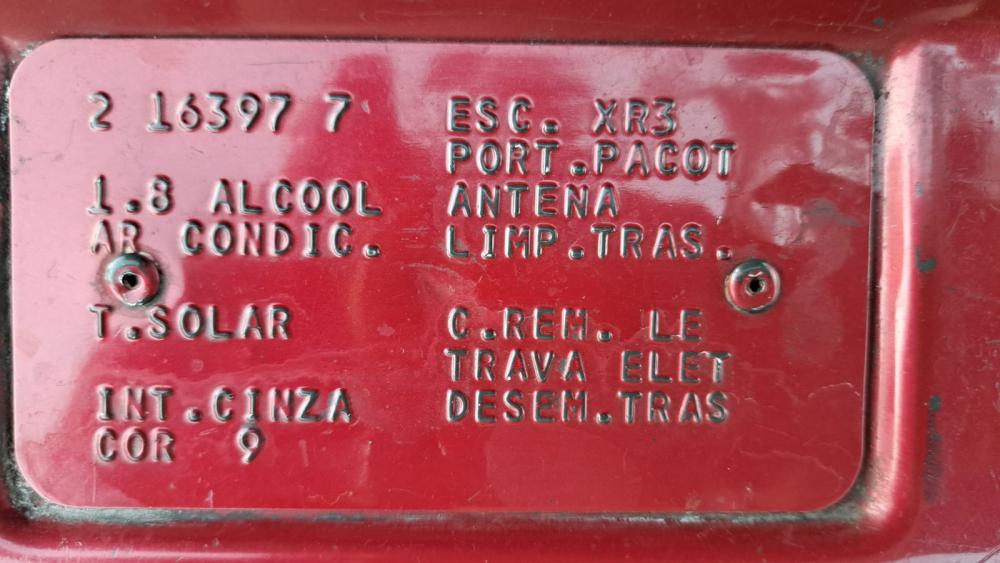 2 16397 7
1.8 ALCOOL
AR CONDIC.
T.SOLAR
INT.CINZA
COR 9
ESC. XR3
PORT.PACOT
ANTENA
LIMP.TRAS.
C.REM. LE
TRAVA ELET
DESEM.TRAS